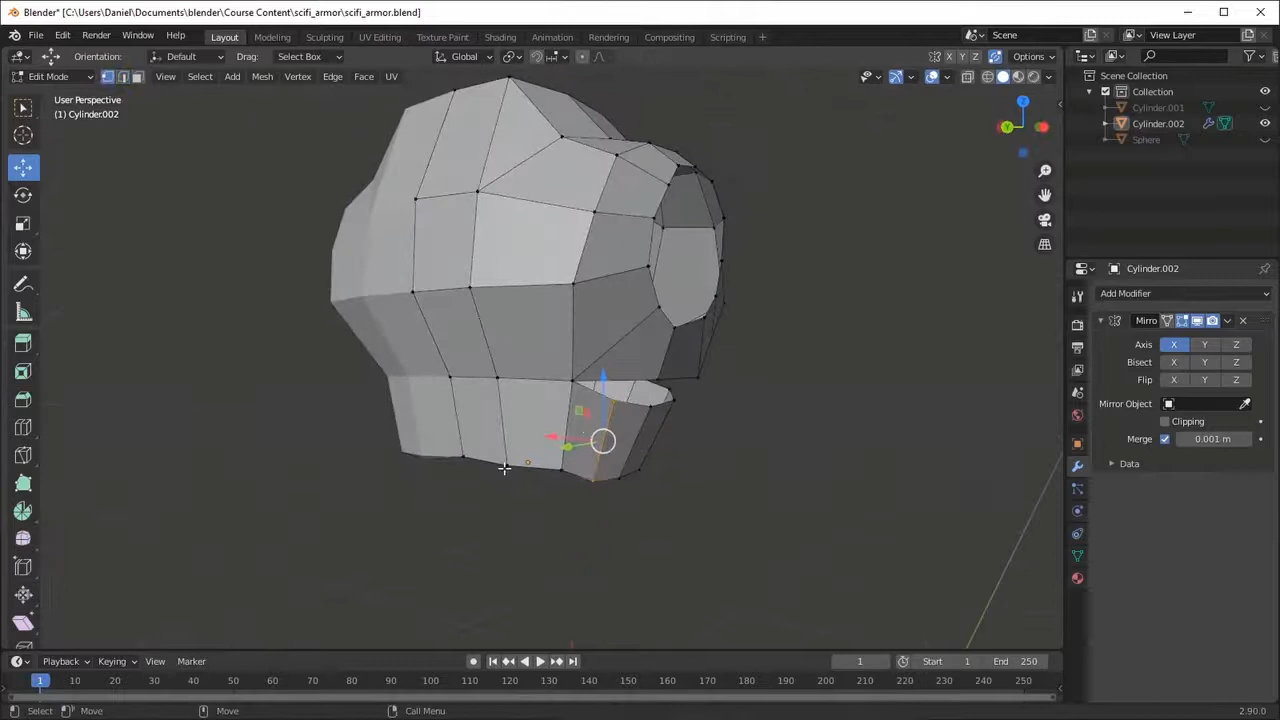 Blender* [C:\Users\Daniel\Documents\blender\Course Content\scifi_armor\scifi_armor.blend]
File Edit Render Window Help Layout Modeling Sculpting UV Editing Texture Paint Shading Animation Rendering Compositing Scripting + Scene View Layer
Orientation: Default Drag: Select Box Global X Y Z Options
Edit Mode View Select Add Mesh Vertex Edge Face UV
User Perspective
(1) Cylinder.002
Z
Y
Scene Collection
Collection
Cylinder.001
Cylinder.002
Sphere
Cylinder.002
Add Modifier
Mirro
Axis X Y Z
Bisect X Y Z
Flip X Y Z
Mirror Object
Clipping
Merge 0.001 m
Data
Playback Keying View Marker 1 Start 1 End 250
1 10 20 30 40 50 60 70 80 90 100 110 120 130 140 150 160 170 180 190 200 210 220 230 240 250
Select Move Move Call Menu 2.90.0